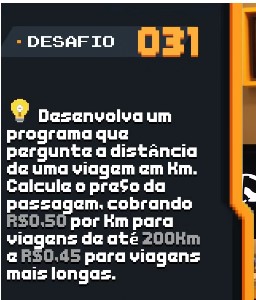 DESAFIO 031
Desenvolva um
programa que
pergunte a distância
de uma viagem em Km.
Calcule o preço da
passagem, cobrando
R$0,50 por Km para
viagens de até 200Km
e R$0,45 para viagens
mais longas.